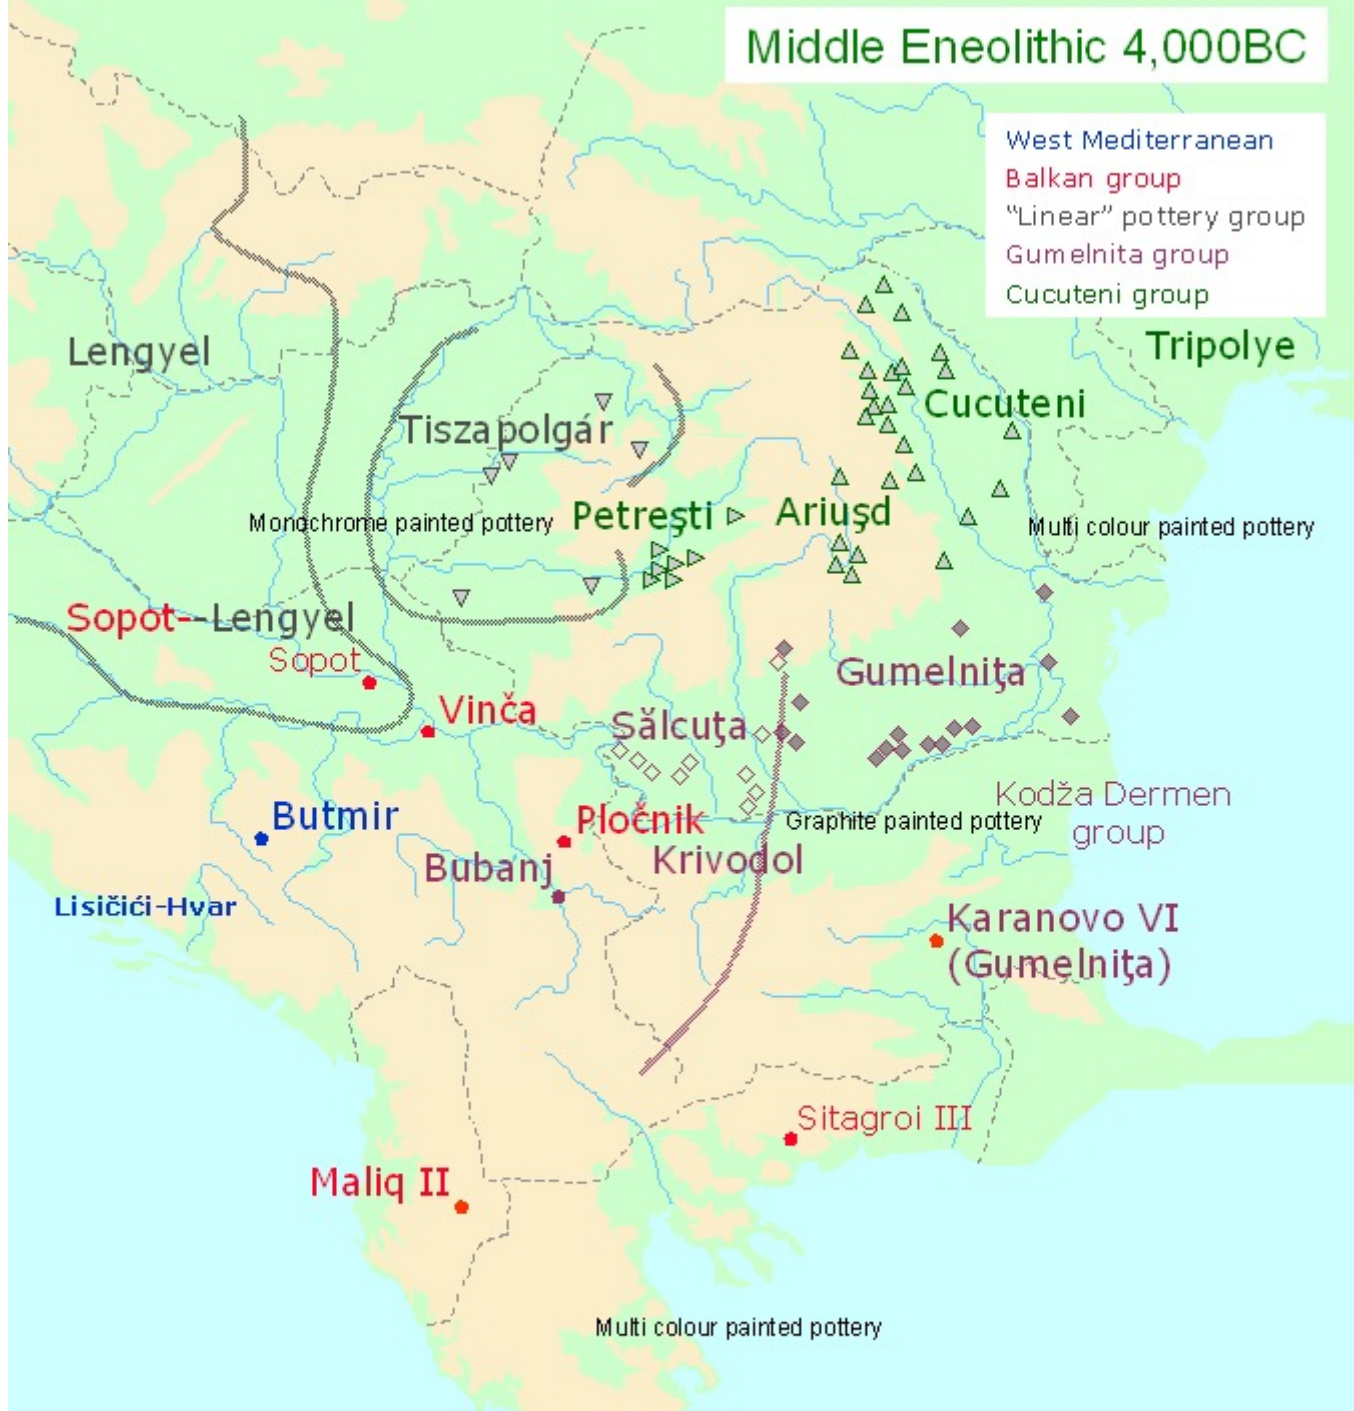 Middle Eneolithic 4,000BC
West Mediterranean
Balkan group
"Linear" pottery group
Gumelnita group
Cucuteni group
Tripolye
Lengyel
Cucuteni
Tiszapolgár
Petreşti
Ariuşd
Monochrome painted pottery
Multi colour painted pottery
Sopot--Lengyel
Sopot
Gumelniţa
Vinča
Sălcuţa
Kodža Dermen
group
Butmir
Pločnik
Graphite painted pottery
Bubanj
Krivodol
Lisičići-Hvar
Karanovo VI
(Gumelniţa)
Sitagroi III
Maliq II
Multi colour painted pottery